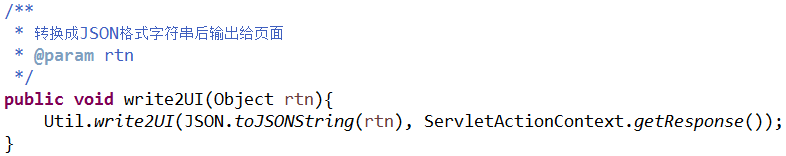 /**
 * 转换成JSON格式字符串后输出给页面
 * @param rtn
 */
public void write2UI(Object rtn){
    Util.write2UI(JSON.toJSONString(rtn), ServletActionContext.getResponse());
}